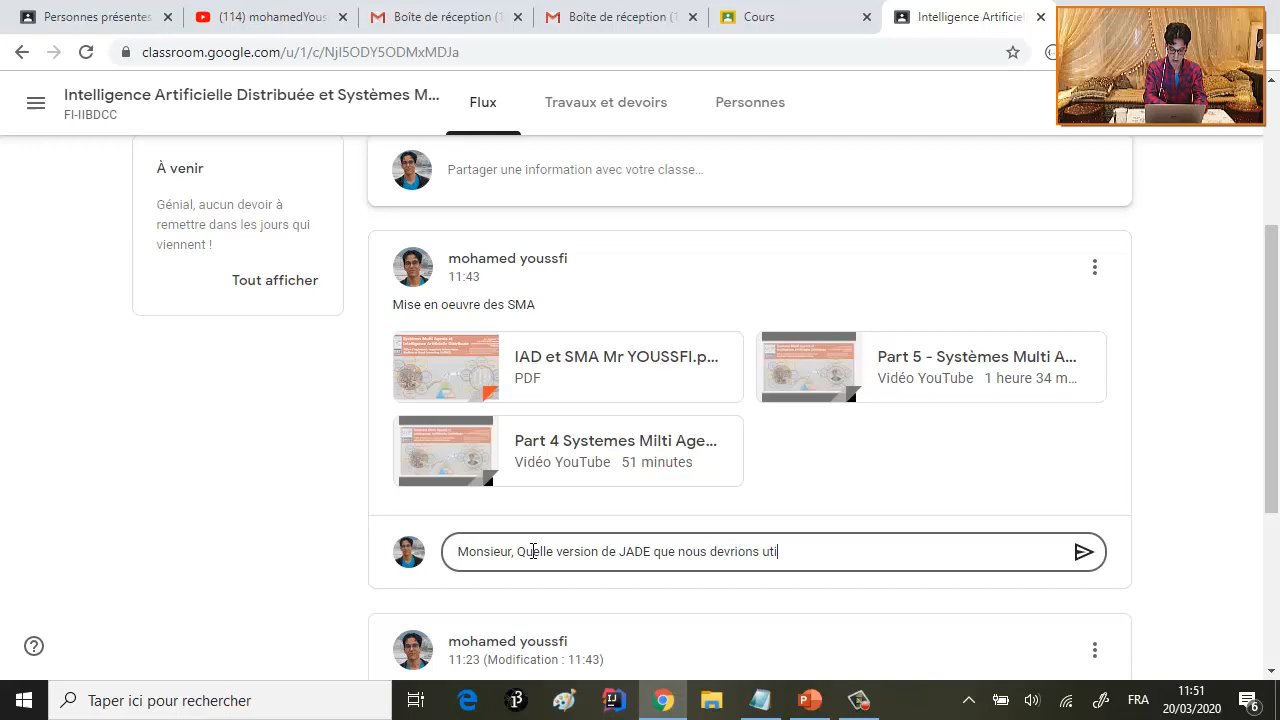 Personnes présentes
(114) mohamedYous
Boîte de réception (1
Cours
Intelligence Artificie
classroom.google.com/u/1/c/NjI5ODY5ODMxMDJa
Intelligence Artificielle Distribuée et Systèmes M...
FI-IIBDCC
Flux
Travaux et devoirs
Personnes
À venir
Génial, aucun devoir à
remettre dans les jours qui
viennent !
Tout afficher
Partager une information avec votre classe...
mohamed youssfi
11:43
Mise en oeuvre des SMA
IAD et SMA Mr YOUSSFI.p...
PDF
Part 5 - Systèmes Multi A...
Vidéo YouTube 1 heure 34 m...
Part 4 Systemes Milti Age...
Vidéo YouTube 51 minutes
Monsieur, Quelle version de JADE que nous devrions uti
mohamed youssfi
11:23 (Modification : 11:43)
Taper ici pour rechercher
FRA
11:51
20/03/2020
6